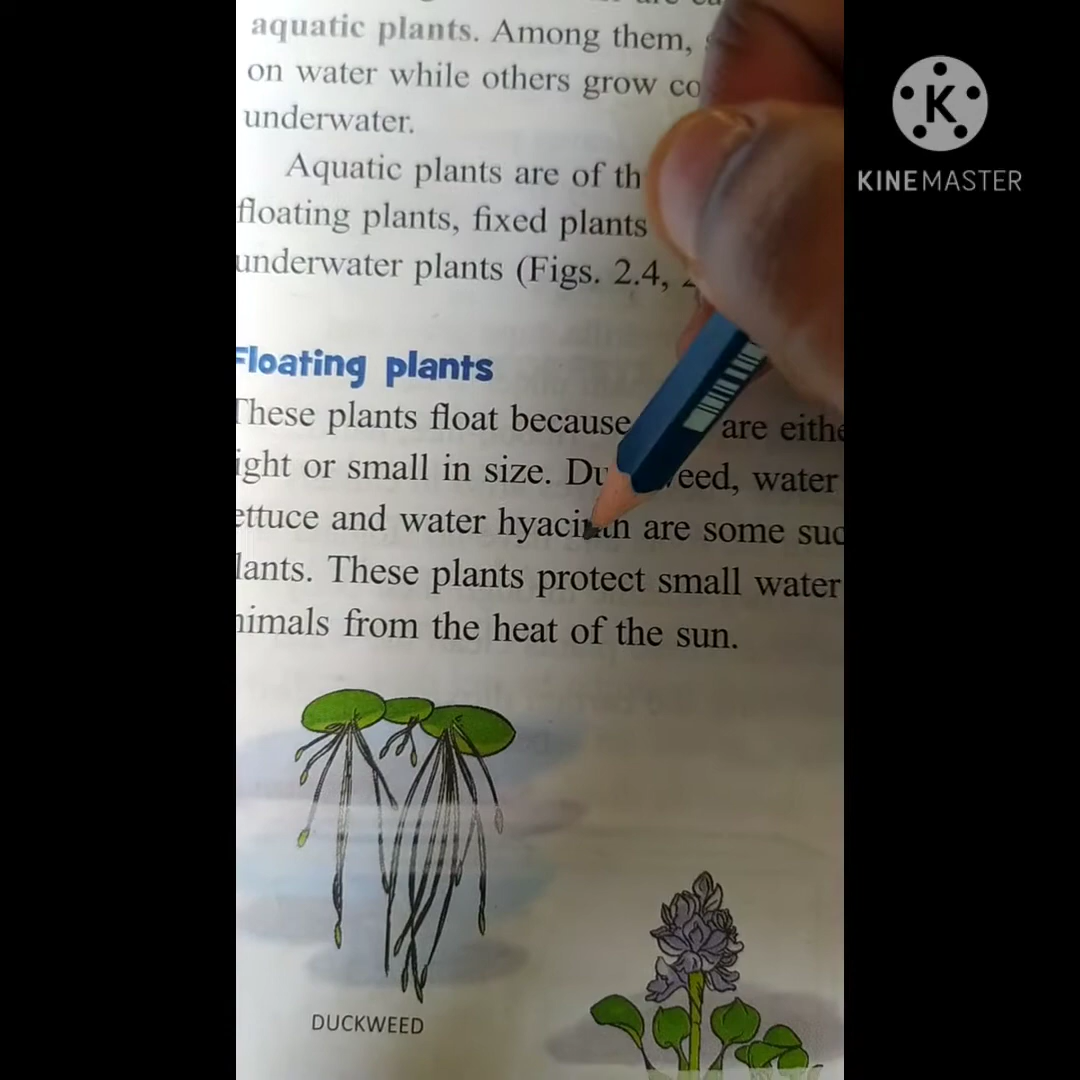 aquatic plants. Among them,
on water while others grow co
underwater.
Aquatic plants are of th
floating plants, fixed plants
underwater plants (Figs. 2.4,
Floating plants
These plants float because are eithe
ight or small in size. Du weed, water
ettuce and water hyacinth are some suc
lants. These plants protect small water
nimals from the heat of the sun.
DUCKWEED
K
KINEMASTER